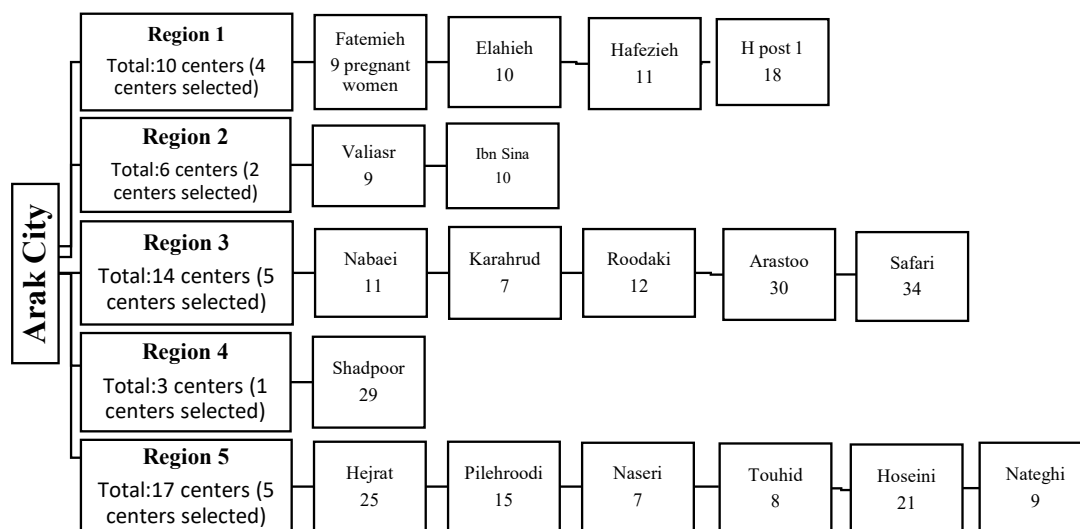 Arak City
Region 1
Total:10 centers (4
centers selected)
Fatemieh
9 pregnant
women
Elahieh
10
Hafezieh
11
H post 1
18
Region 2
Total:6 centers (2
centers selected)
Valiasr
9
Ibn Sina
10
Region 3
Total:14 centers (5
centers selected)
Nabaei
11
Karahrud
7
Roodaki
12
Arastoo
30
Safari
34
Region 4
Total:3 centers (1
centers selected)
Shadpoor
29
Region 5
Total:17 centers (5
centers selected)
Hejrat
25
Pilehroodi
15
Naseri
7
Touhid
8
Hoseini
21
Nateghi
9